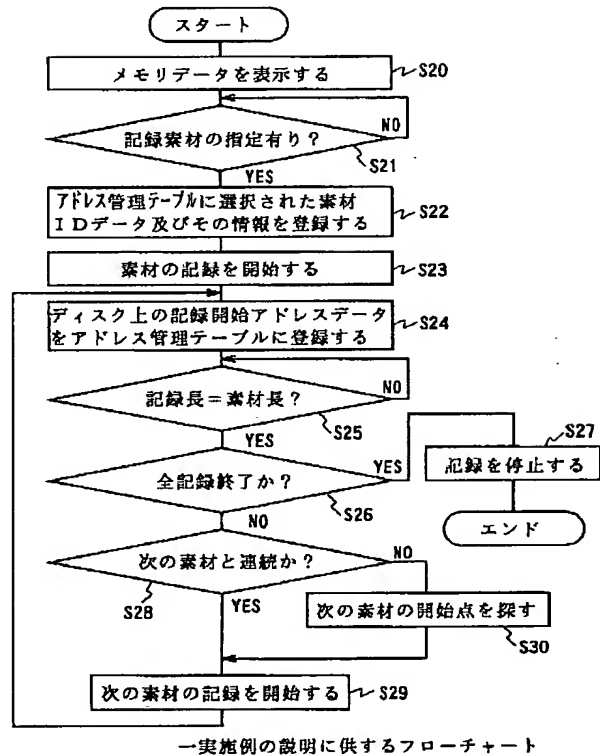 スタート
メモリデータを表示する
S20
記録素材の指定有り？
NO
S21
YES
アドレス管理テーブルに選択された素材
IDデータ及びその情報を登録する
S22
素材の記録を開始する
S23
ディスク上の記録開始アドレスデータ
をアドレス管理テーブルに登録する
S24
記録長＝素材長？
NO
S25
YES
全記録終了か？
YES
S26
S27
記録を停止する
エンド
NO
次の素材と連続か？
NO
S28
YES
次の素材の開始点を探す
S30
次の素材の記録を開始する
S29
一実施例の説明に供するフローチャート